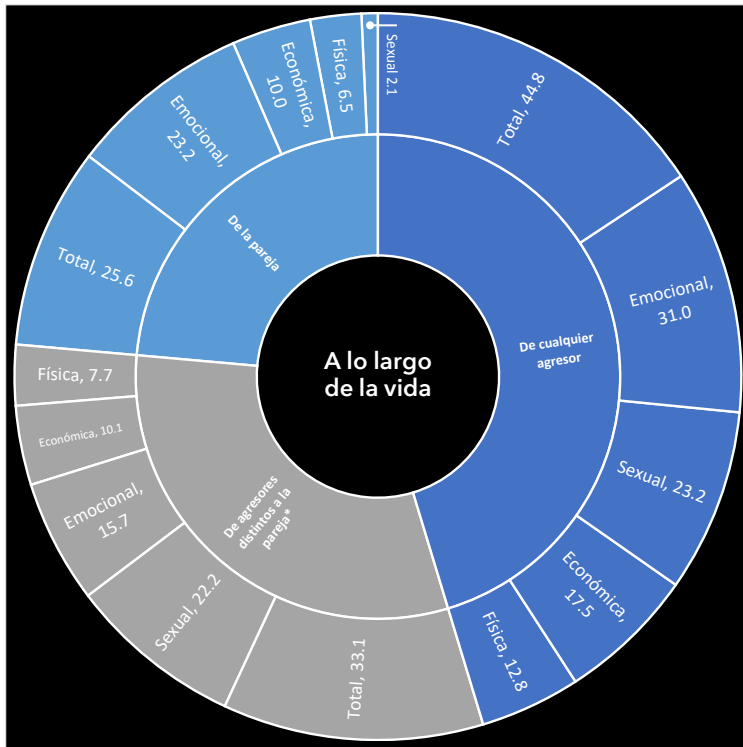 A lo largo
de la vida
De cualquier
agresor
Total, 44.8
Emocional,
31.0
Sexual, 23.2
Económica,
17.5
Física, 12.8
De agresores
distintos a la
pareja*
Total, 33.1
Sexual, 22.2
Emocional,
15.7
Económica, 10.1
Física, 7.7
De la pareja
Total, 25.6
Emocional,
23.2
Económica,
10.0
Física, 6.5
Sexual 2.1